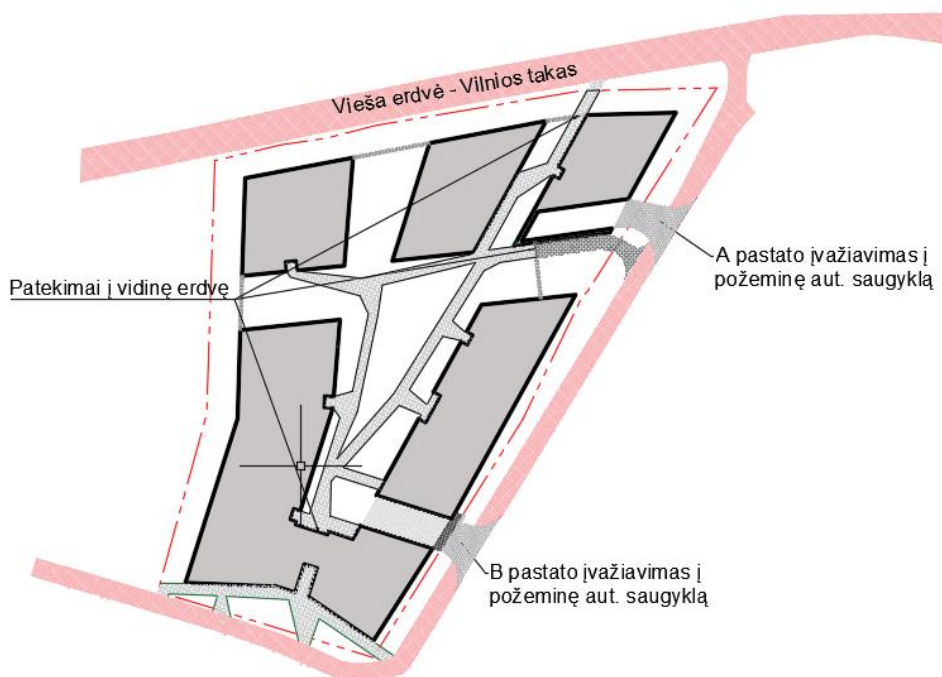 Vieša erdvė - Vilnios takas
A pastato įvažiavimas į
požeminę aut. saugyklą
Patekimai į vidinę erdvę
B pastato įvažiavimas į
požeminę aut. saugyklą